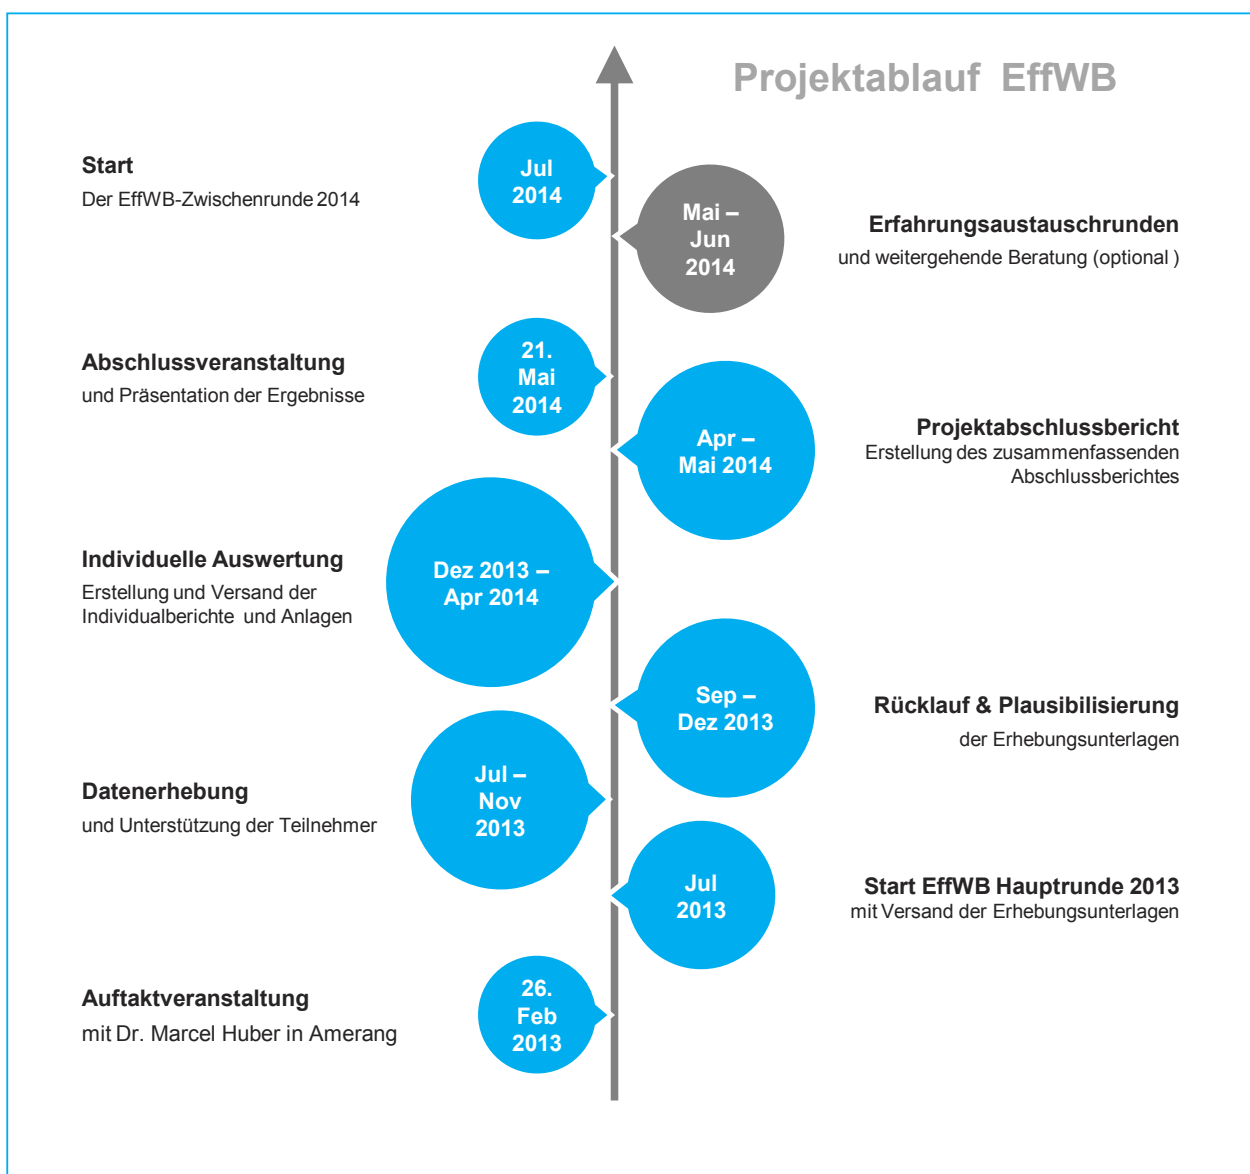 Projektablauf EffWB
Start
Der EffWB-Zwischenrunde 2014
Jul
2014
Mai –
Jun
2014
Erfahrungsaustauschrunden
und weitergehende Beratung (optional )
Abschlussveranstaltung
und Präsentation der Ergebnisse
21.
Mai
2014
Apr –
Mai 2014
Projektabschlussbericht
Erstellung des zusammenfassenden
Abschlussberichtes
Individuelle Auswertung
Erstellung und Versand der
Individualberichte und Anlagen
Dez 2013 –
Apr 2014
Sep –
Dez 2013
Rücklauf & Plausibilisierung
der Erhebungsunterlagen
Datenerhebung
und Unterstützung der Teilnehmer
Jul –
Nov
2013
Jul
2013
Start EffWB Hauptrunde 2013
mit Versand der Erhebungsunterlagen
Auftaktveranstaltung
mit Dr. Marcel Huber in Amerang
26.
Feb
2013